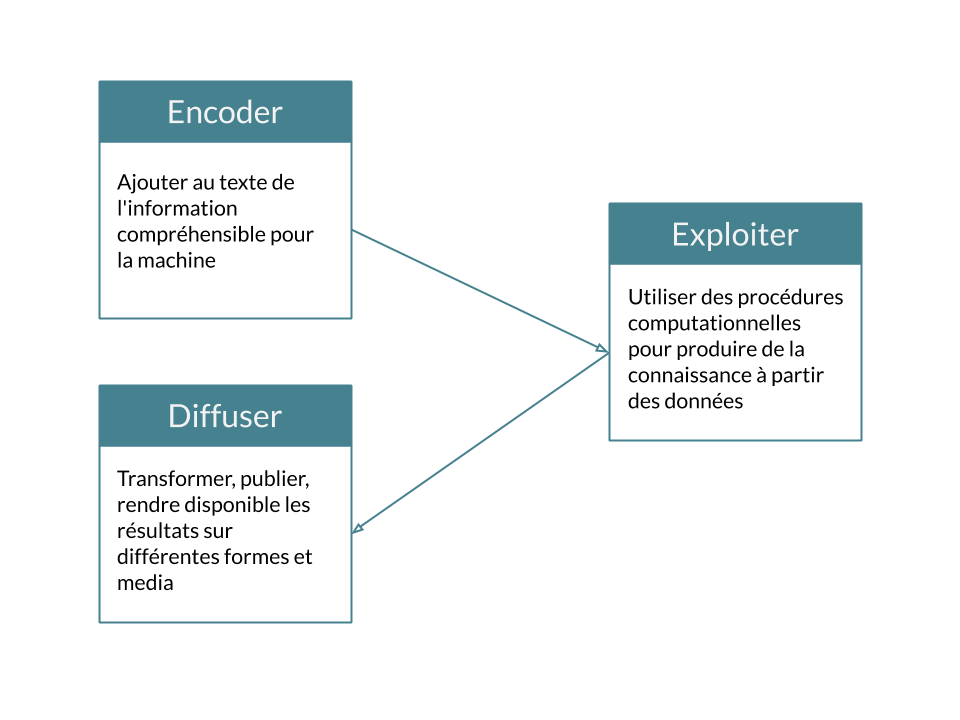 Encoder
Ajouter au texte de
l'information
compréhensible pour
la machine
Exploiter
Utiliser des procédures
computationnelles
pour produire de la
connaissance à partir
des données
Diffuser
Transformer, publier,
rendre disponible les
résultats sur
différentes formes et
media